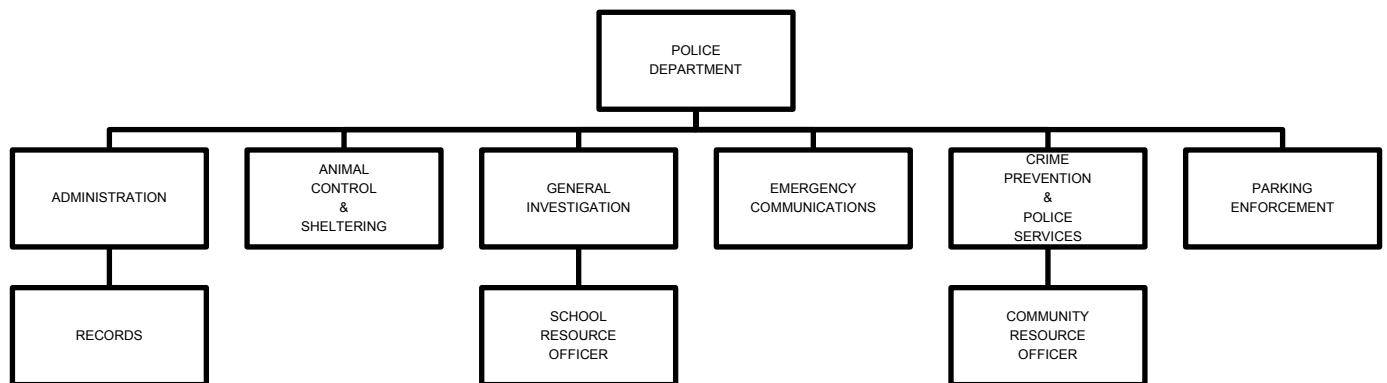 POLICE
DEPARTMENT
ADMINISTRATION
ANIMAL
CONTROL
&
SHELTERING
GENERAL
INVESTIGATION
EMERGENCY
COMMUNICATIONS
CRIME
PREVENTION
&
POLICE
SERVICES
PARKING
ENFORCEMENT
RECORDS
SCHOOL
RESOURCE
OFFICER
COMMUNITY
RESOURCE
OFFICER